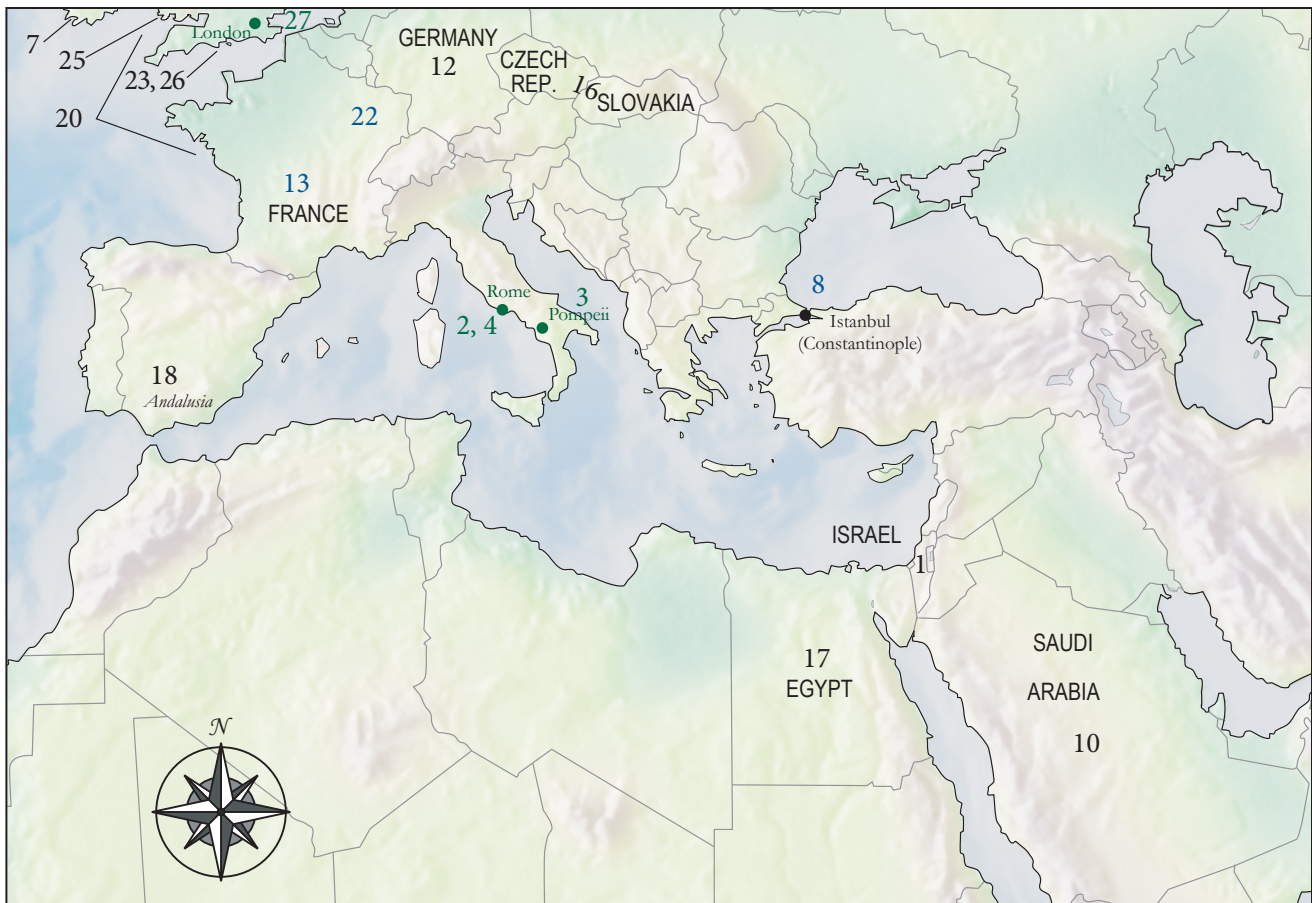 7
London
27
25
GERMANY
12
CZECH
REP.
16
SLOVAKIA
23, 26
20
22
13
FRANCE
8
Rome
3
2, 4
Pompeii
Istanbul
(Constantinople)
18
Andalusia
ISRAEL
1
SAUDI
ARABIA
17
EGYPT
10
N